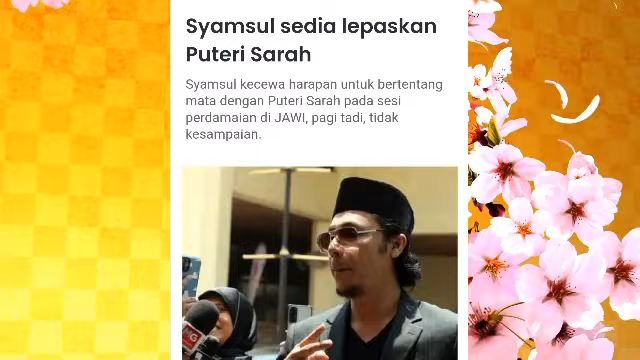 Syamsul sedia lepaskan
Puteri Sarah
Syamsul kecewa harapan untuk bertentang
mata dengan Puteri Sarah pada sesi
perdamaian di JAWI, pagi tadi, tidak
kesampaian.